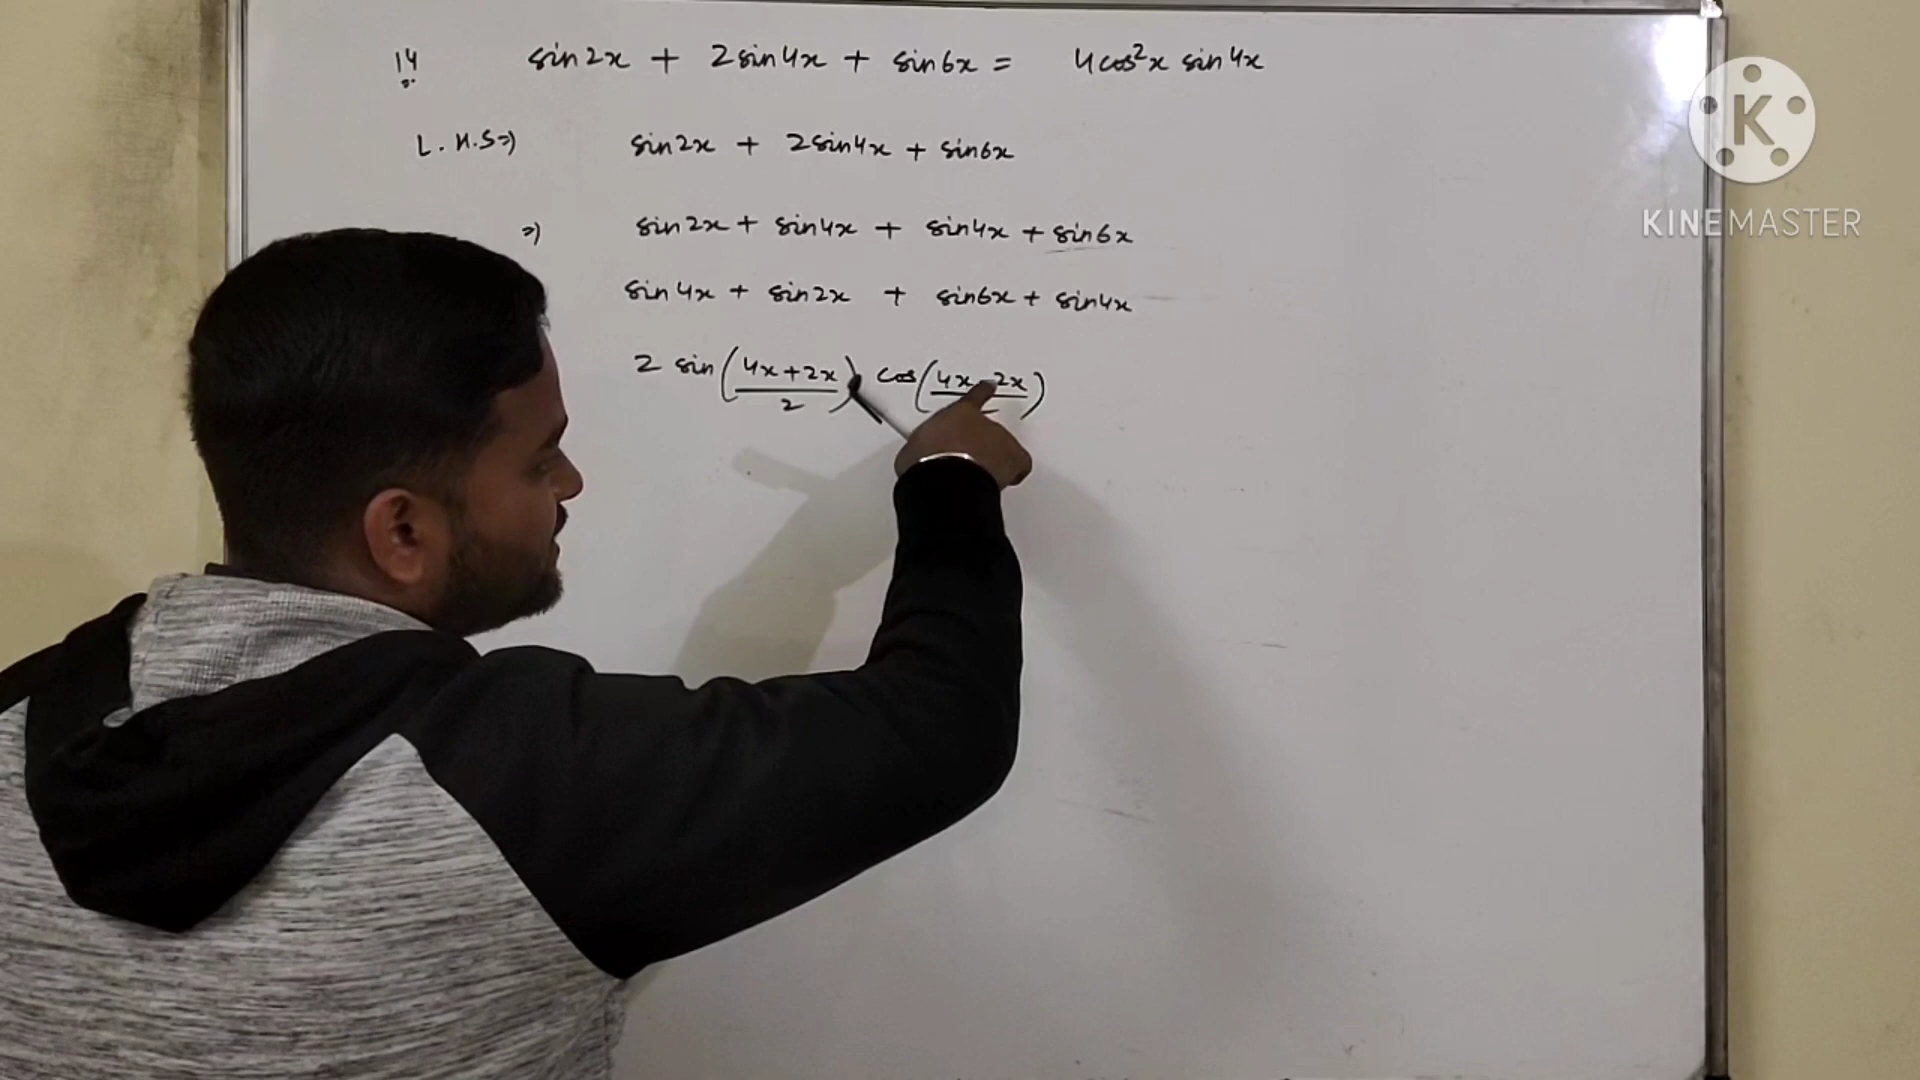 14 sin2x + 2sin4x + sin6x = 4cos²x sin4x
L.H.S ⇒) sin2x + 2sin4x + sin6x
⇒) sin2x + sin4x + sin4x + sin6x
sin4x + sin2x + sin6x + sin4x
2 sin(4x+2x/2) cos(4x-2x/)
K
KINEMASTER